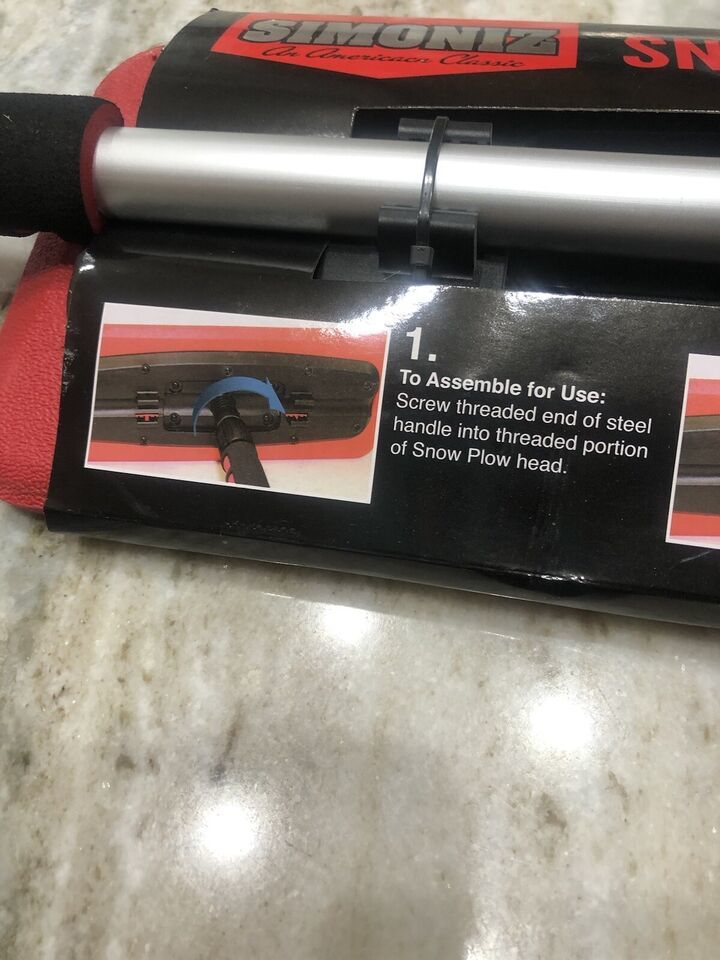 SIMONIZ
An Americaca Classic
SN
1.
To Assemble for Use:
Screw threaded end of steel
handle into threaded portion
of Snow Plow head.